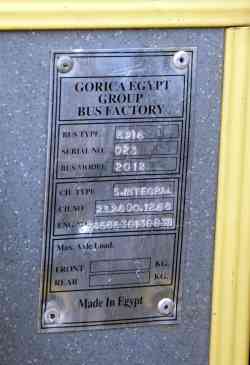 GORICA EGYPT
GROUP
BUS FACTORY
BUS TYPE
SERIAL NO. 023
BUS MODEL 2012
CH. TYPE S.INTEGRAL
CH.NO
ENG.
Max. Axle Load.
FRONT KG.
REAR KG.
Made in Egypt